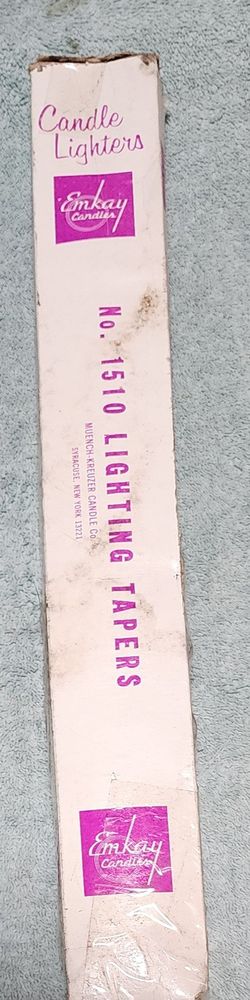 Candle
Lighters
Emkay
Candles
No. 1510 LIGHTING TAPERS
MUENCH-KREUZER CANDLE Co
SYRACUSE, NEW YORK 13221
Emkay
Candles